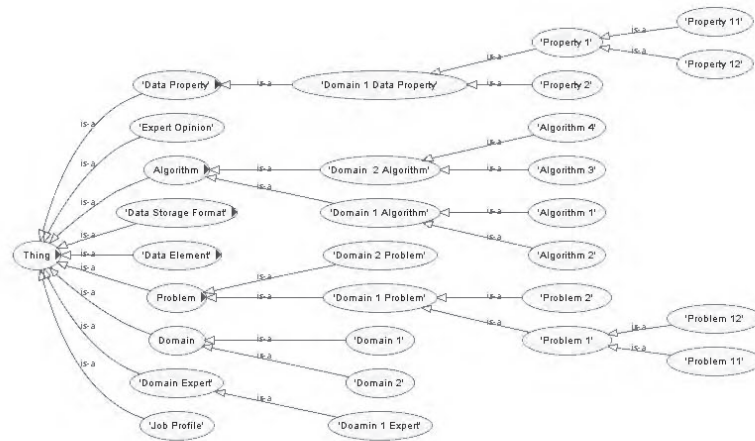 'Property 11'
is-a
'Property 1'
is-a
is-a
'Property 12'
'Data Property'
is-a
'Domain 1 Data Property'
is-a
'Property 2'
is-a
'Expert Opinion'
is-a
'Algorithm 4'
is-a
Algorithm
is-a
'Domain 2 Algorithm'
is-a
'Algorithm 3'
is-a
is-a
'Data Storage Format'
'Domain 1 Algorithm'
is-a
'Algorithm 1'
is-a
is-a
Thing
is-a
'Data Element'
'Domain 2 Problem'
'Algorithm 2'
is-a
is-a
Problem
is-a
'Domain 1 Problem'
is-a
'Problem 2'
is-a
is-a
'Problem 12'
is-a
Domain
is-a
'Domain 1'
'Problem 1'
is-a
is-a
'Problem 11'
is-a
'Domain Expert'
'Domain 2'
is-a
is-a
'Job Profile'
'Doamin 1 Expert'